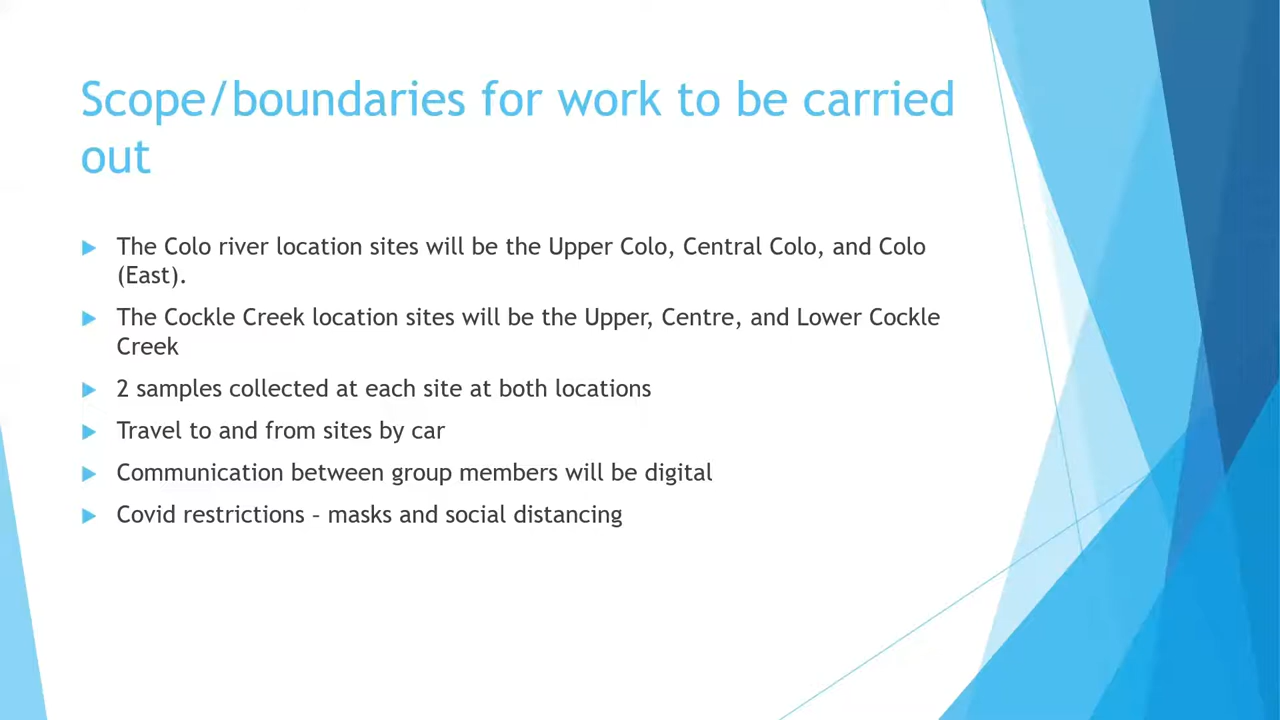 Scope/boundaries for work to be carried
out
The Colo river location sites will be the Upper Colo, Central Colo, and Colo
(East).
The Cockle Creek location sites will be the Upper, Centre, and Lower Cockle
Creek
2 samples collected at each site at both locations
Travel to and from sites by car
Communication between group members will be digital
Covid restrictions – masks and social distancing